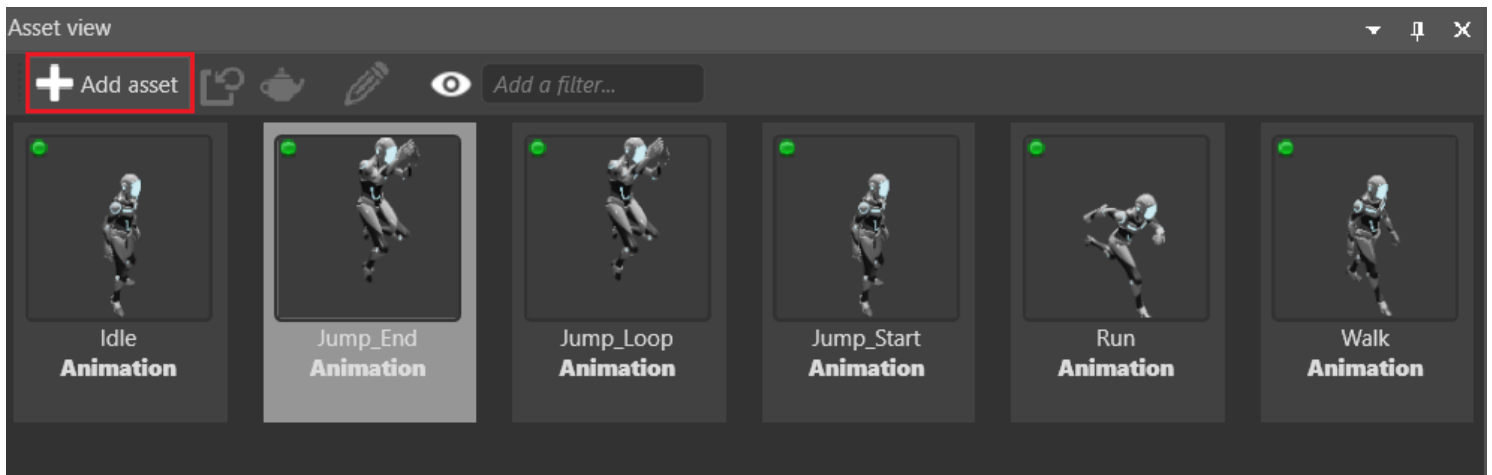 Asset view
Add asset
Add a filter...
Idle
Animation
Jump_End
Animation
Jump_Loop
Animation
Jump_Start
Animation
Run
Animation
Walk
Animation